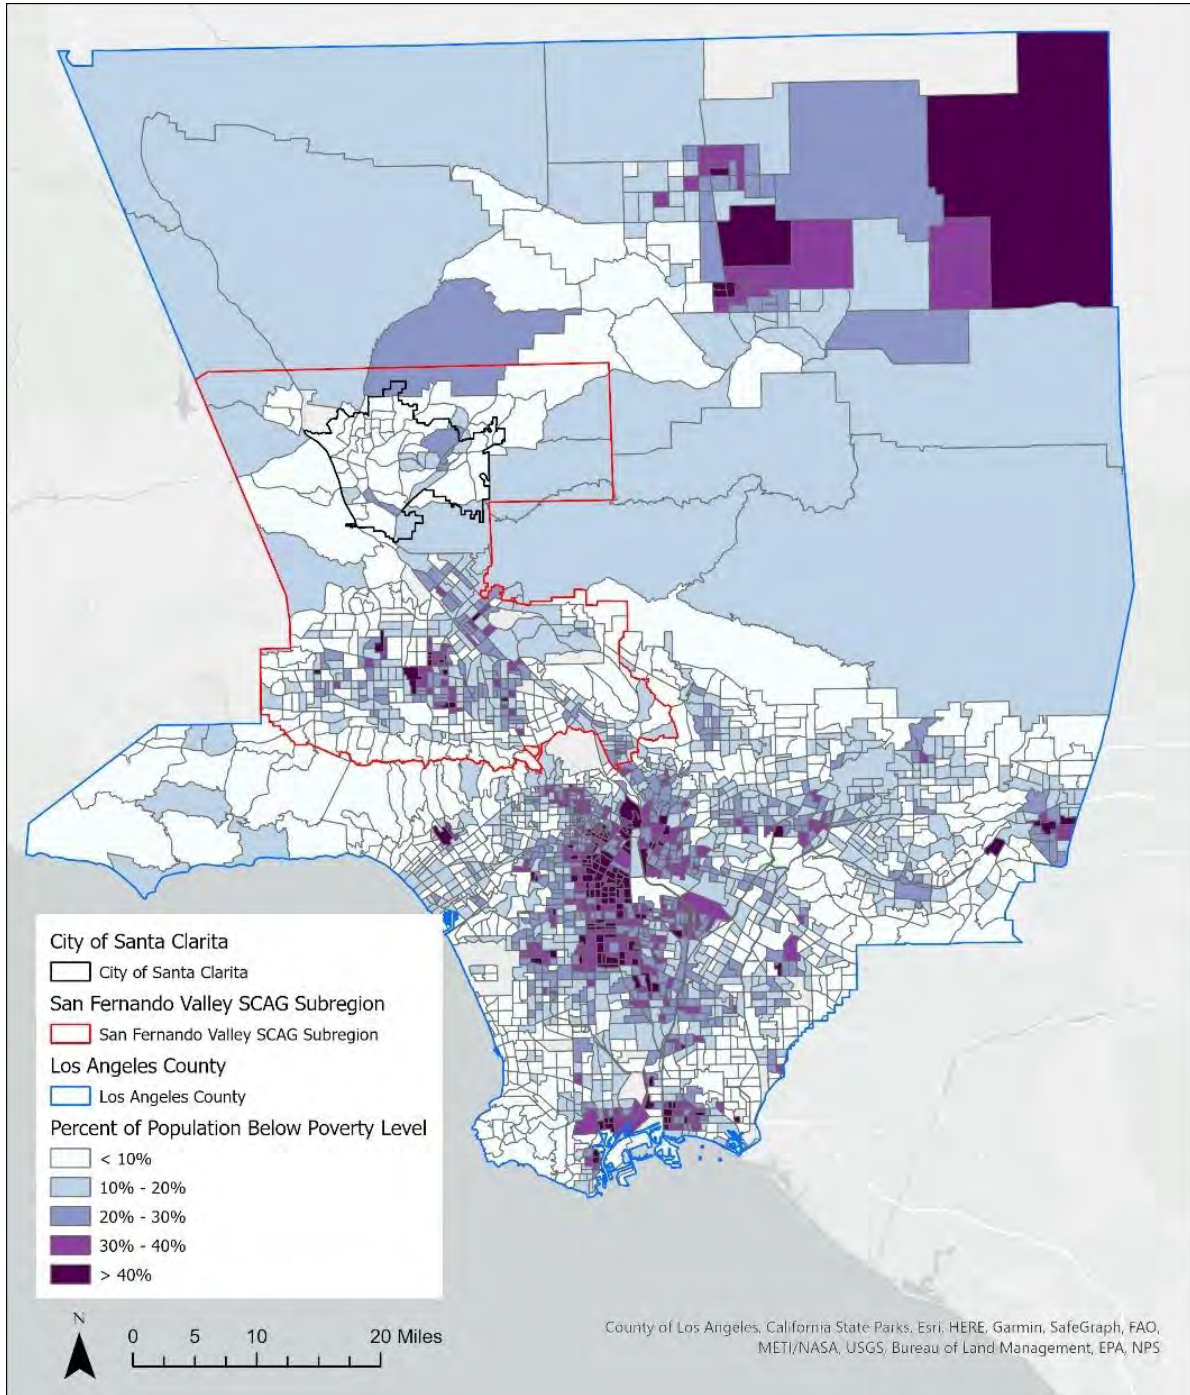 City of Santa Clarita
City of Santa Clarita
San Fernando Valley SCAG Subregion
San Fernando Valley SCAG Subregion
Los Angeles County
Los Angeles County
Percent of Population Below Poverty Level
< 10%
10% - 20%
20% - 30%
30% - 40%
> 40%
N
0 5 10 20 Miles
County of Los Angeles, California State Parks, Esri, HERE, Garmin, SafeGraph, FAO,
METI/NASA, USGS, Bureau of Land Management, EPA, NPS